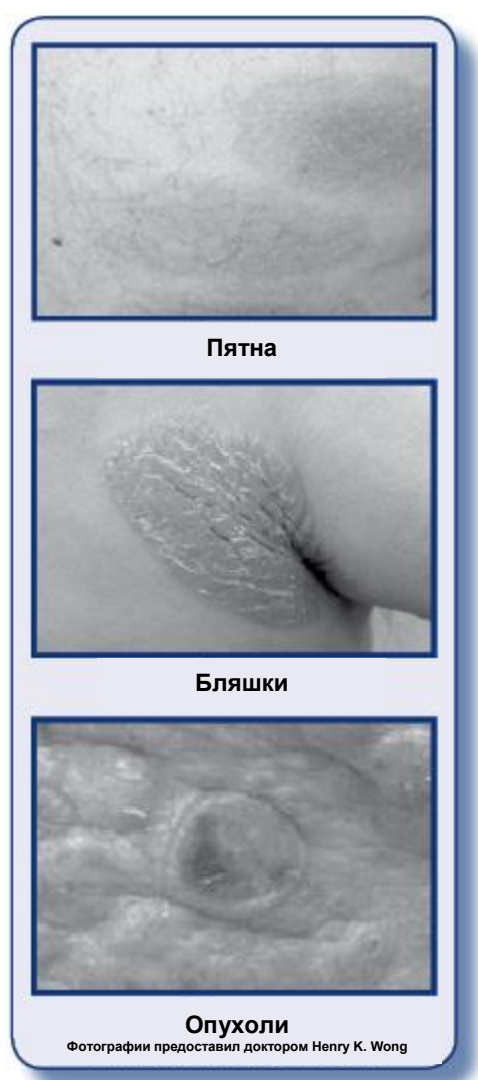 Пятна
Бляшки
Опухоли
Фотографии предоставил доктором Henry K. Wong